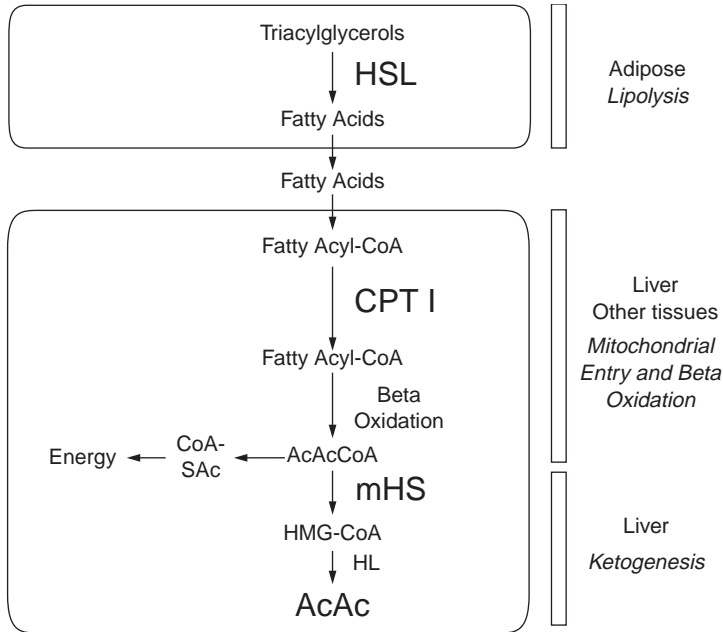 Triacylglycerols
HSL
Fatty Acids
Adipose
Lipolysis
Fatty Acids
Fatty Acyl-CoA
CPT I
Fatty Acyl-CoA
Beta
Oxidation
Liver
Other tissues
Mitochondrial
Entry and Beta
Oxidation
Energy
CoA-
SAc
AcAcCoA
mHS
HMG-CoA
HL
AcAc
Liver
Ketogenesis